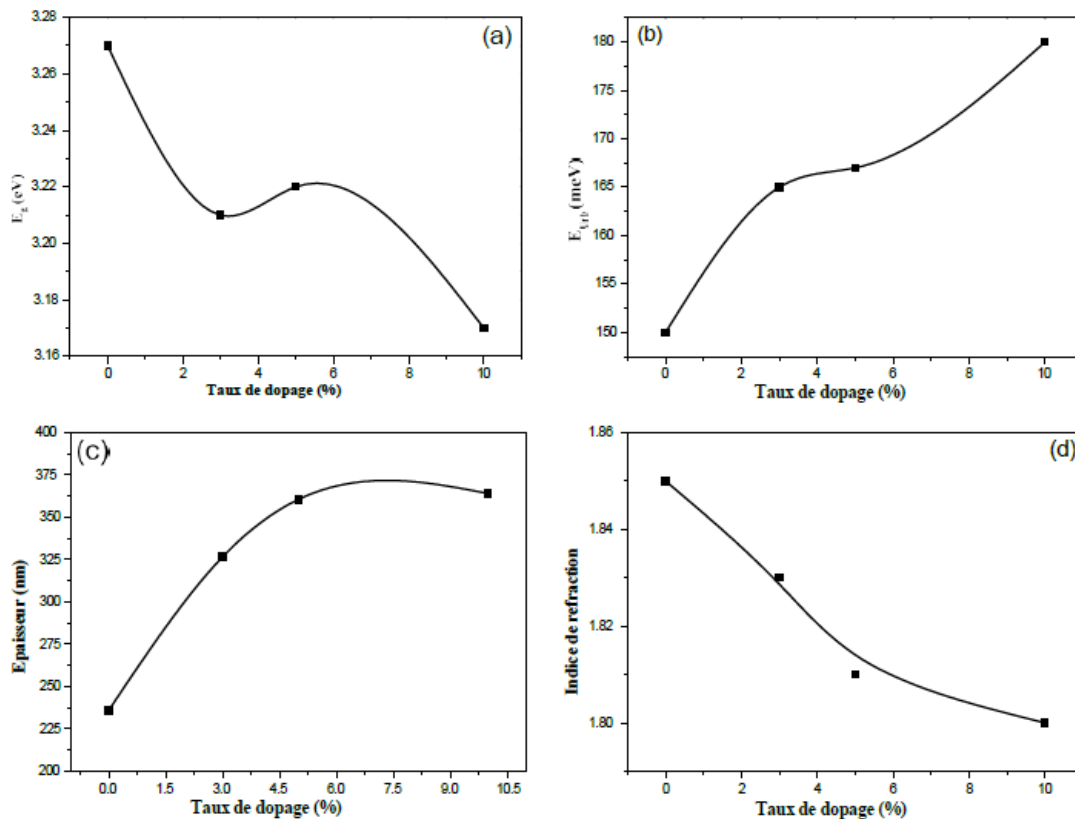 (a)
3.28
3.26
3.24
3.22
3.20
3.18
3.16
E_g (eV)
0 2 4 6 8 10
Taux de dopage (%)
(b)
180
175
170
165
160
155
150
(meV)
0 2 4 6 8 10
Taux de dopage (%)
(c)
400
375
350
325
300
275
250
225
200
Epaisseur (nm)
0.0 1.5 3.0 4.5 6.0 7.5 9.0 10.5
Taux de dopage (%)
(d)
1.86
1.84
1.82
1.80
Indice de refraction
0 2 4 6 8 10
Taux de dopage (%)